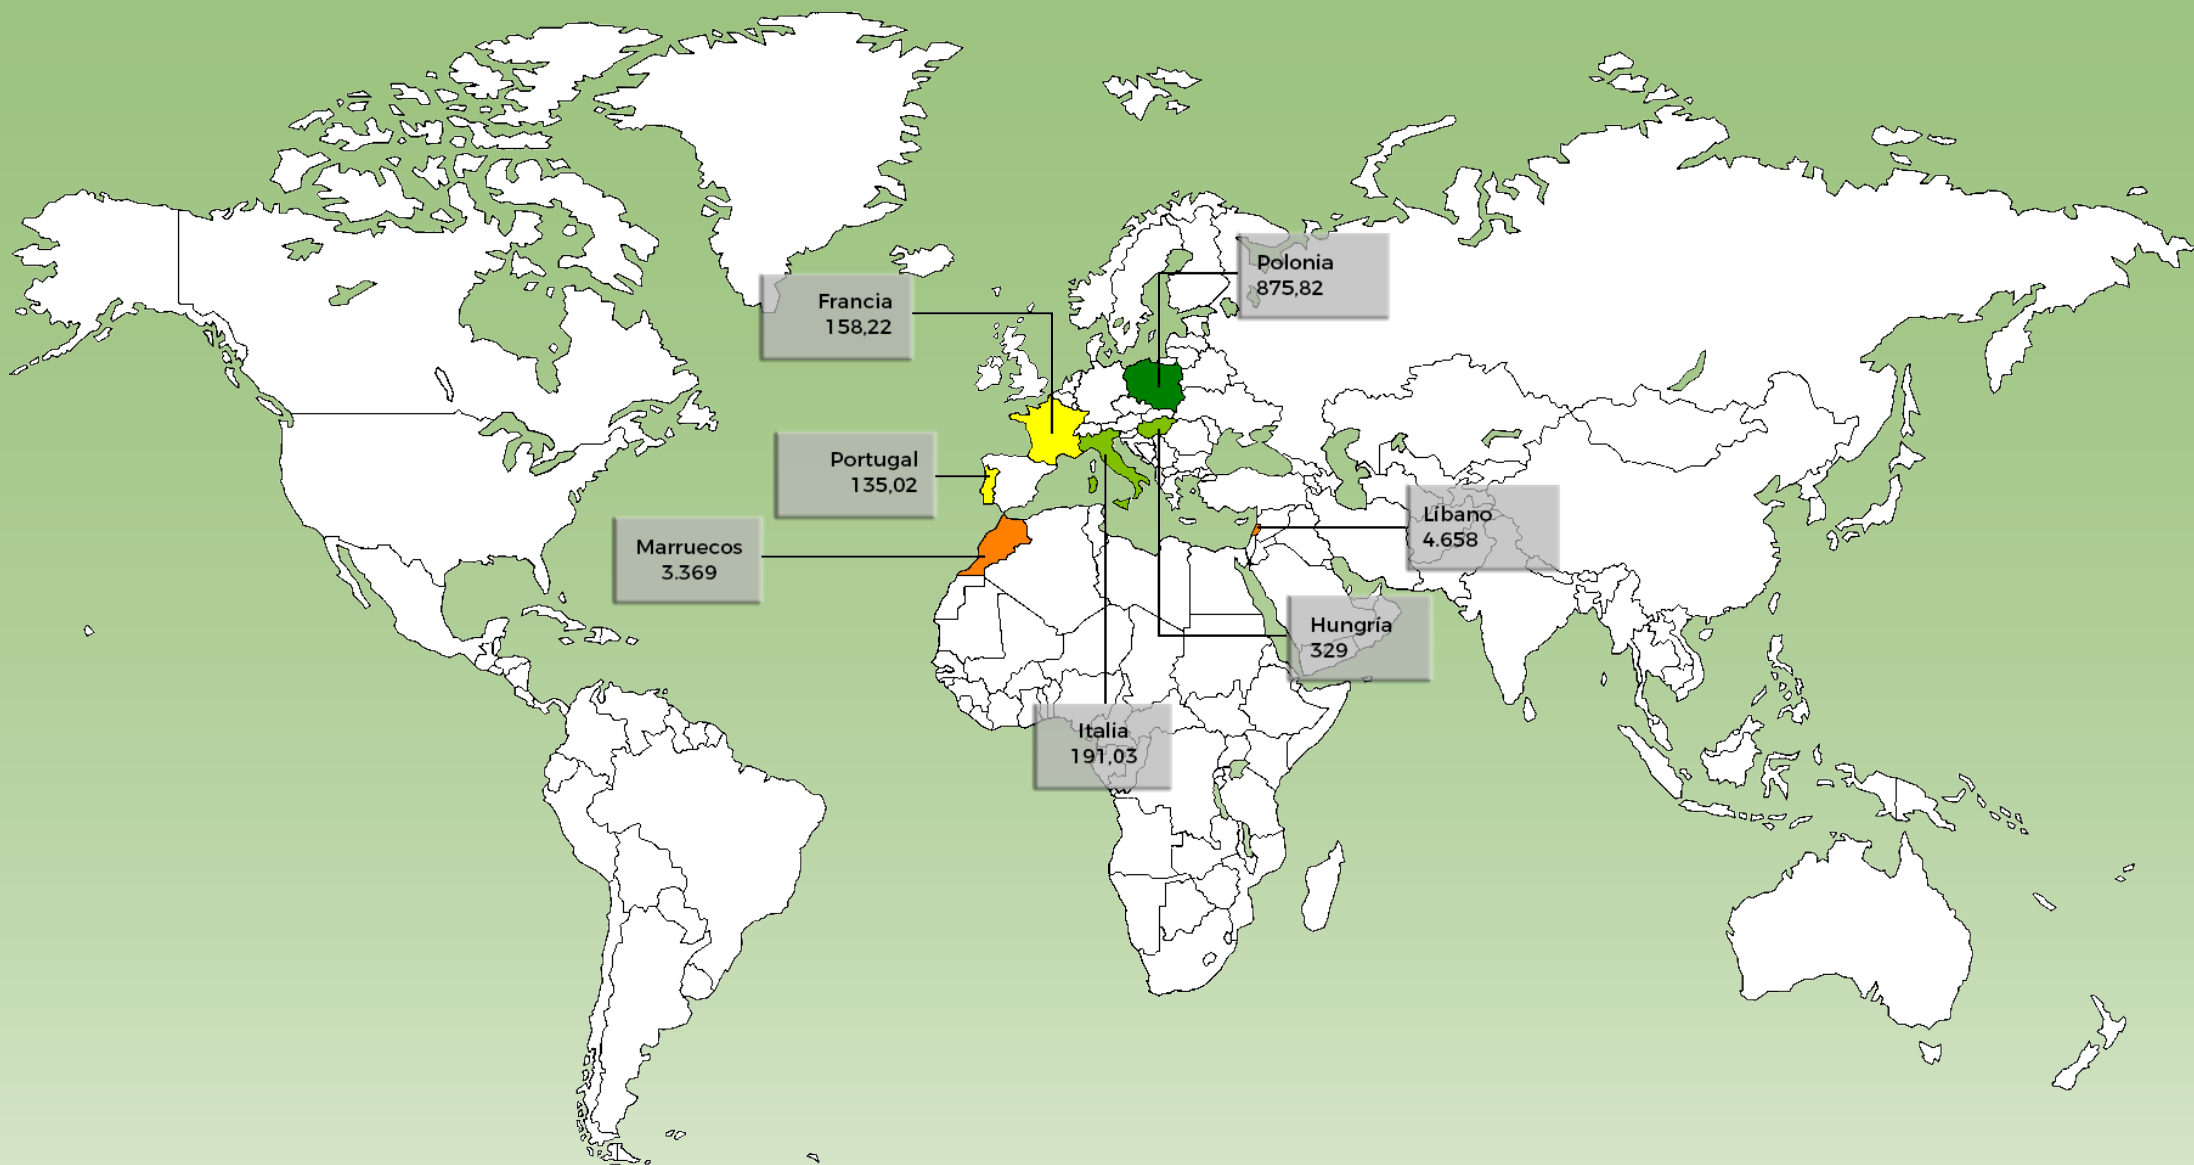 Polonia
875,82
Francia
158,22
Portugal
135,02
Líbano
4.658
Marruecos
3.369
Hungría
329
Italia
191,03